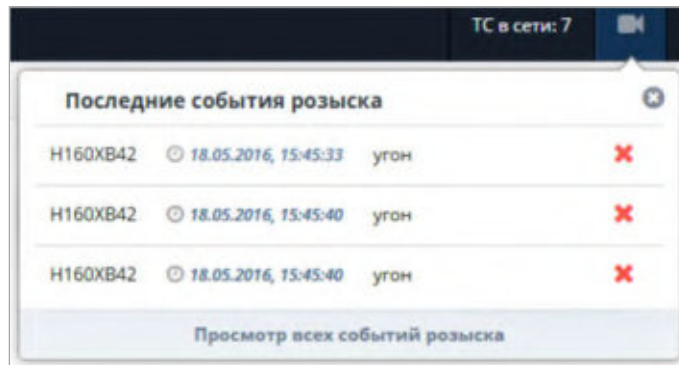 ТС в сети: 7
Последние события розыска
Н160ХВ42 18.05.2016, 15:45:33 угон
Н160ХВ42 18.05.2016, 15:45:40 угон
Н160ХВ42 18.05.2016, 15:45:40 угон
Просмотр всех событий розыска